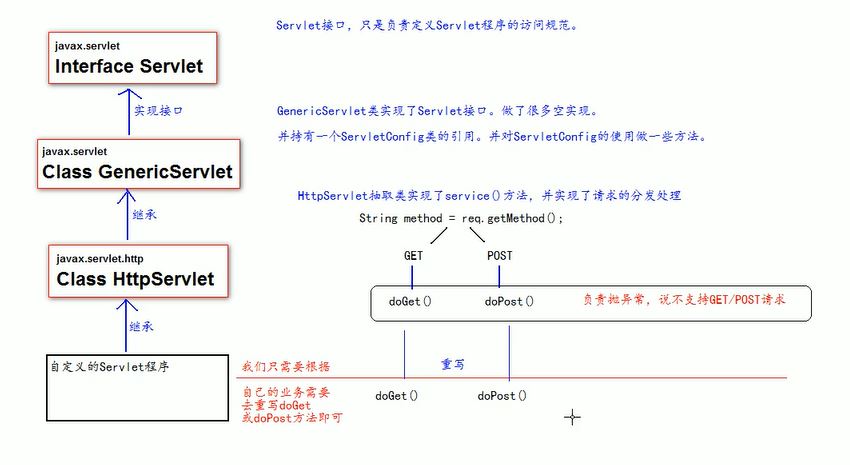 Servlet接口，只是负责定义Servlet程序的访问规范。
javax.servlet
Interface Servlet
实现接口
GenericServlet类实现了Servlet接口。做了很多空实现。
并持有一个ServletConfig类的引用。并对ServletConfig的使用做一些方法。
javax.servlet
Class GenericServlet
继承
HttpServlet抽取类实现了service()方法，并实现了请求的分发处理
String method = req.getMethod();
GET
POST
javax.servlet.http
Class HttpServlet
doGet()
doPost()
负责抛异常，说不支持GET/POST请求
继承
自定义的Servlet程序
我们只需要根据
重写
自己的业务需要
去重写doGet
或doPost方法即可
doGet()
doPost()